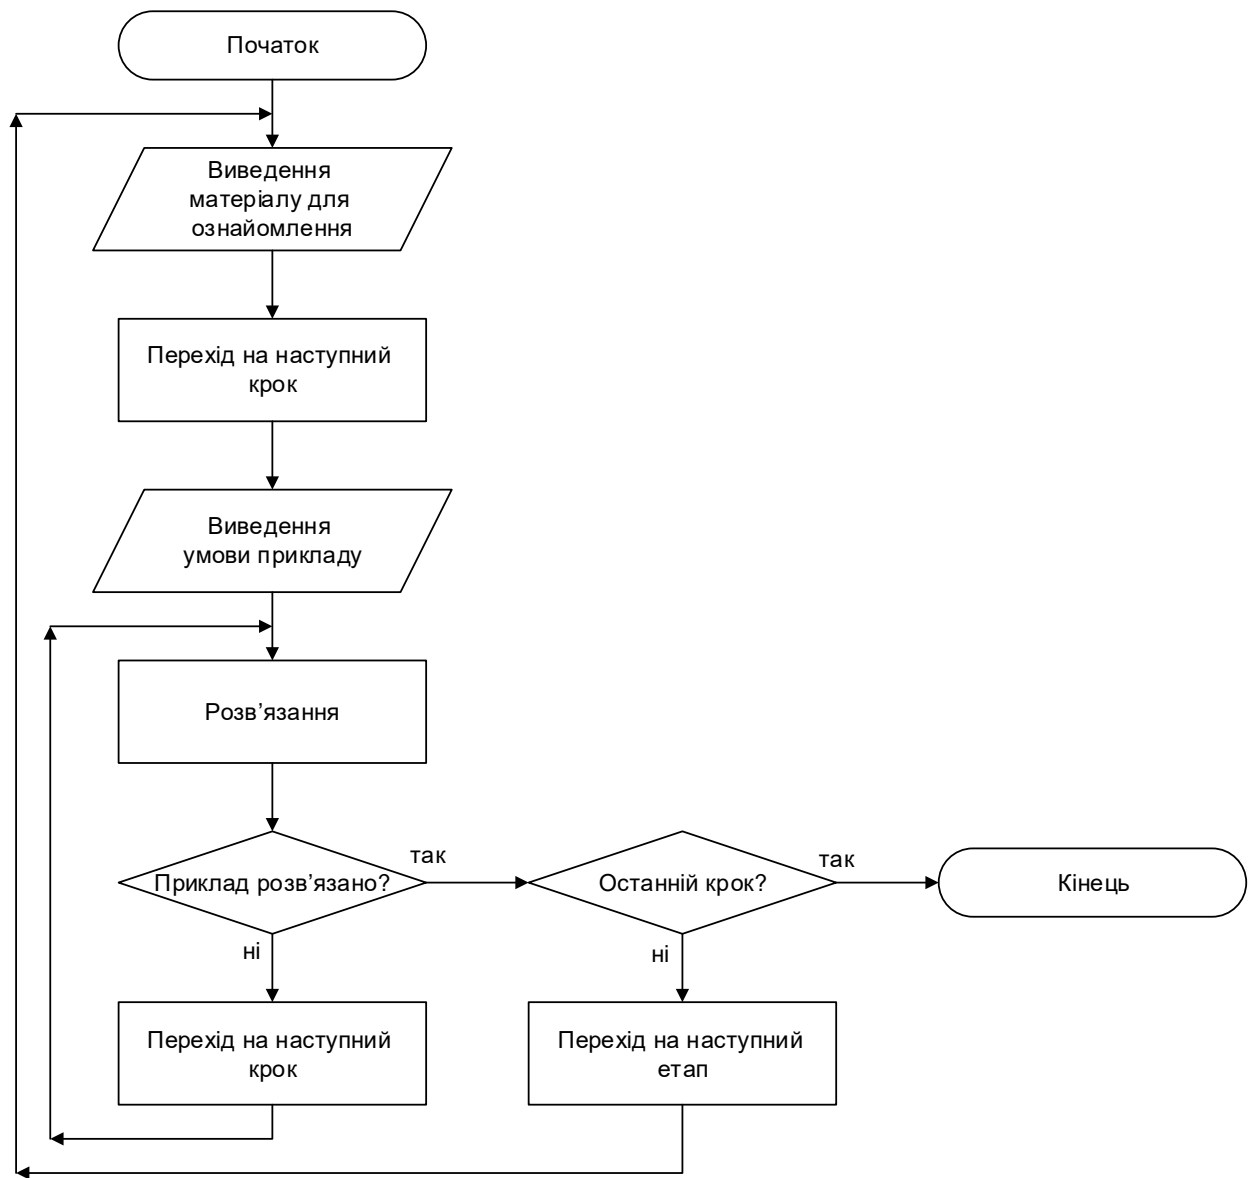 Початок
Виведення
матеріалу для
ознайомлення
Перехід на наступний
крок
Виведення
умови прикладу
Розв’язання
Приклад розв’язано?
так
Останній крок?
так
Кінець
ні
ні
Перехід на наступний
крок
Перехід на наступний
етап